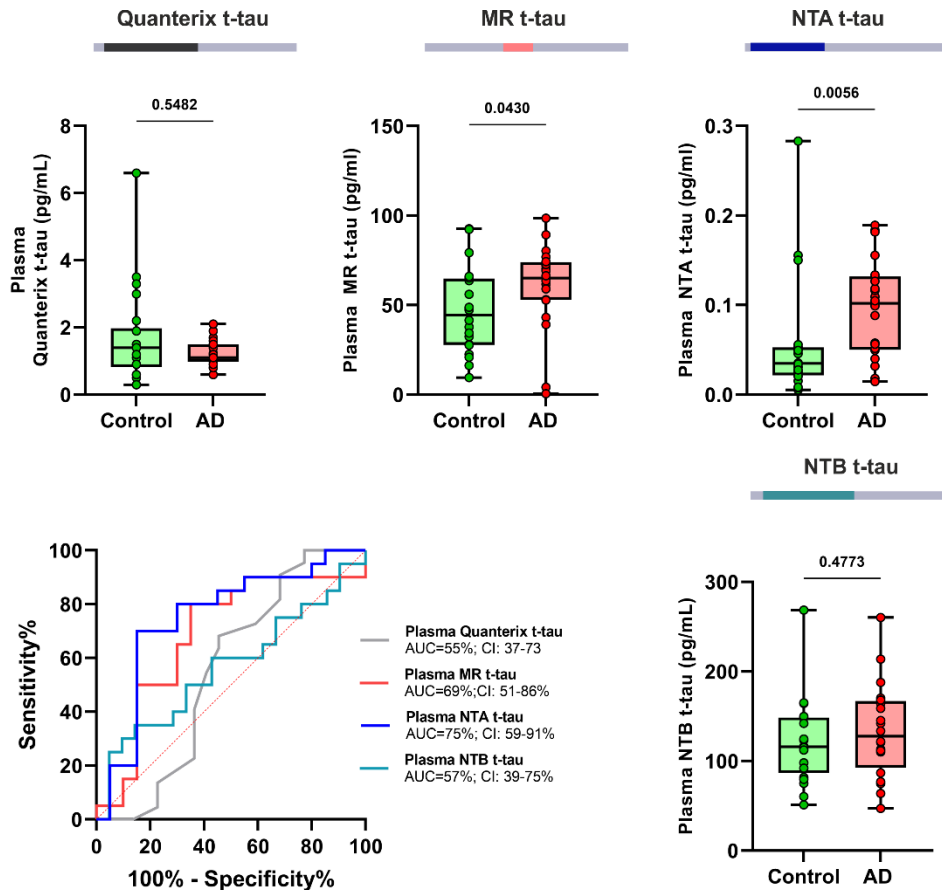 Quanterix t-tau
MR t-tau
NTA t-tau
0.5482
0.0430
0.0056
Plasma
Quanterix t-tau (pg/mL)
8
6
4
2
0
Control
AD
Plasma MR t-tau (pg/ml)
150
100
50
0
Control
AD
Plasma NTA t-tau (pg/ml)
0.3
0.2
0.1
0.0
Control
AD
NTB t-tau
Sensitivity%
100
80
60
40
20
0
0
20
40
60
80
100
100% - Specificity%
Plasma Quanterix t-tau
AUC=55%; CI: 37-73
Plasma MR t-tau
AUC=69%;CI: 51-86%
Plasma NTA t-tau
AUC=75%; CI: 59-91%
Plasma NTB t-tau
AUC=57%; CI: 39-75%
0.4773
Plasma NTB t-tau (pg/mL)
300
200
100
0
Control
AD